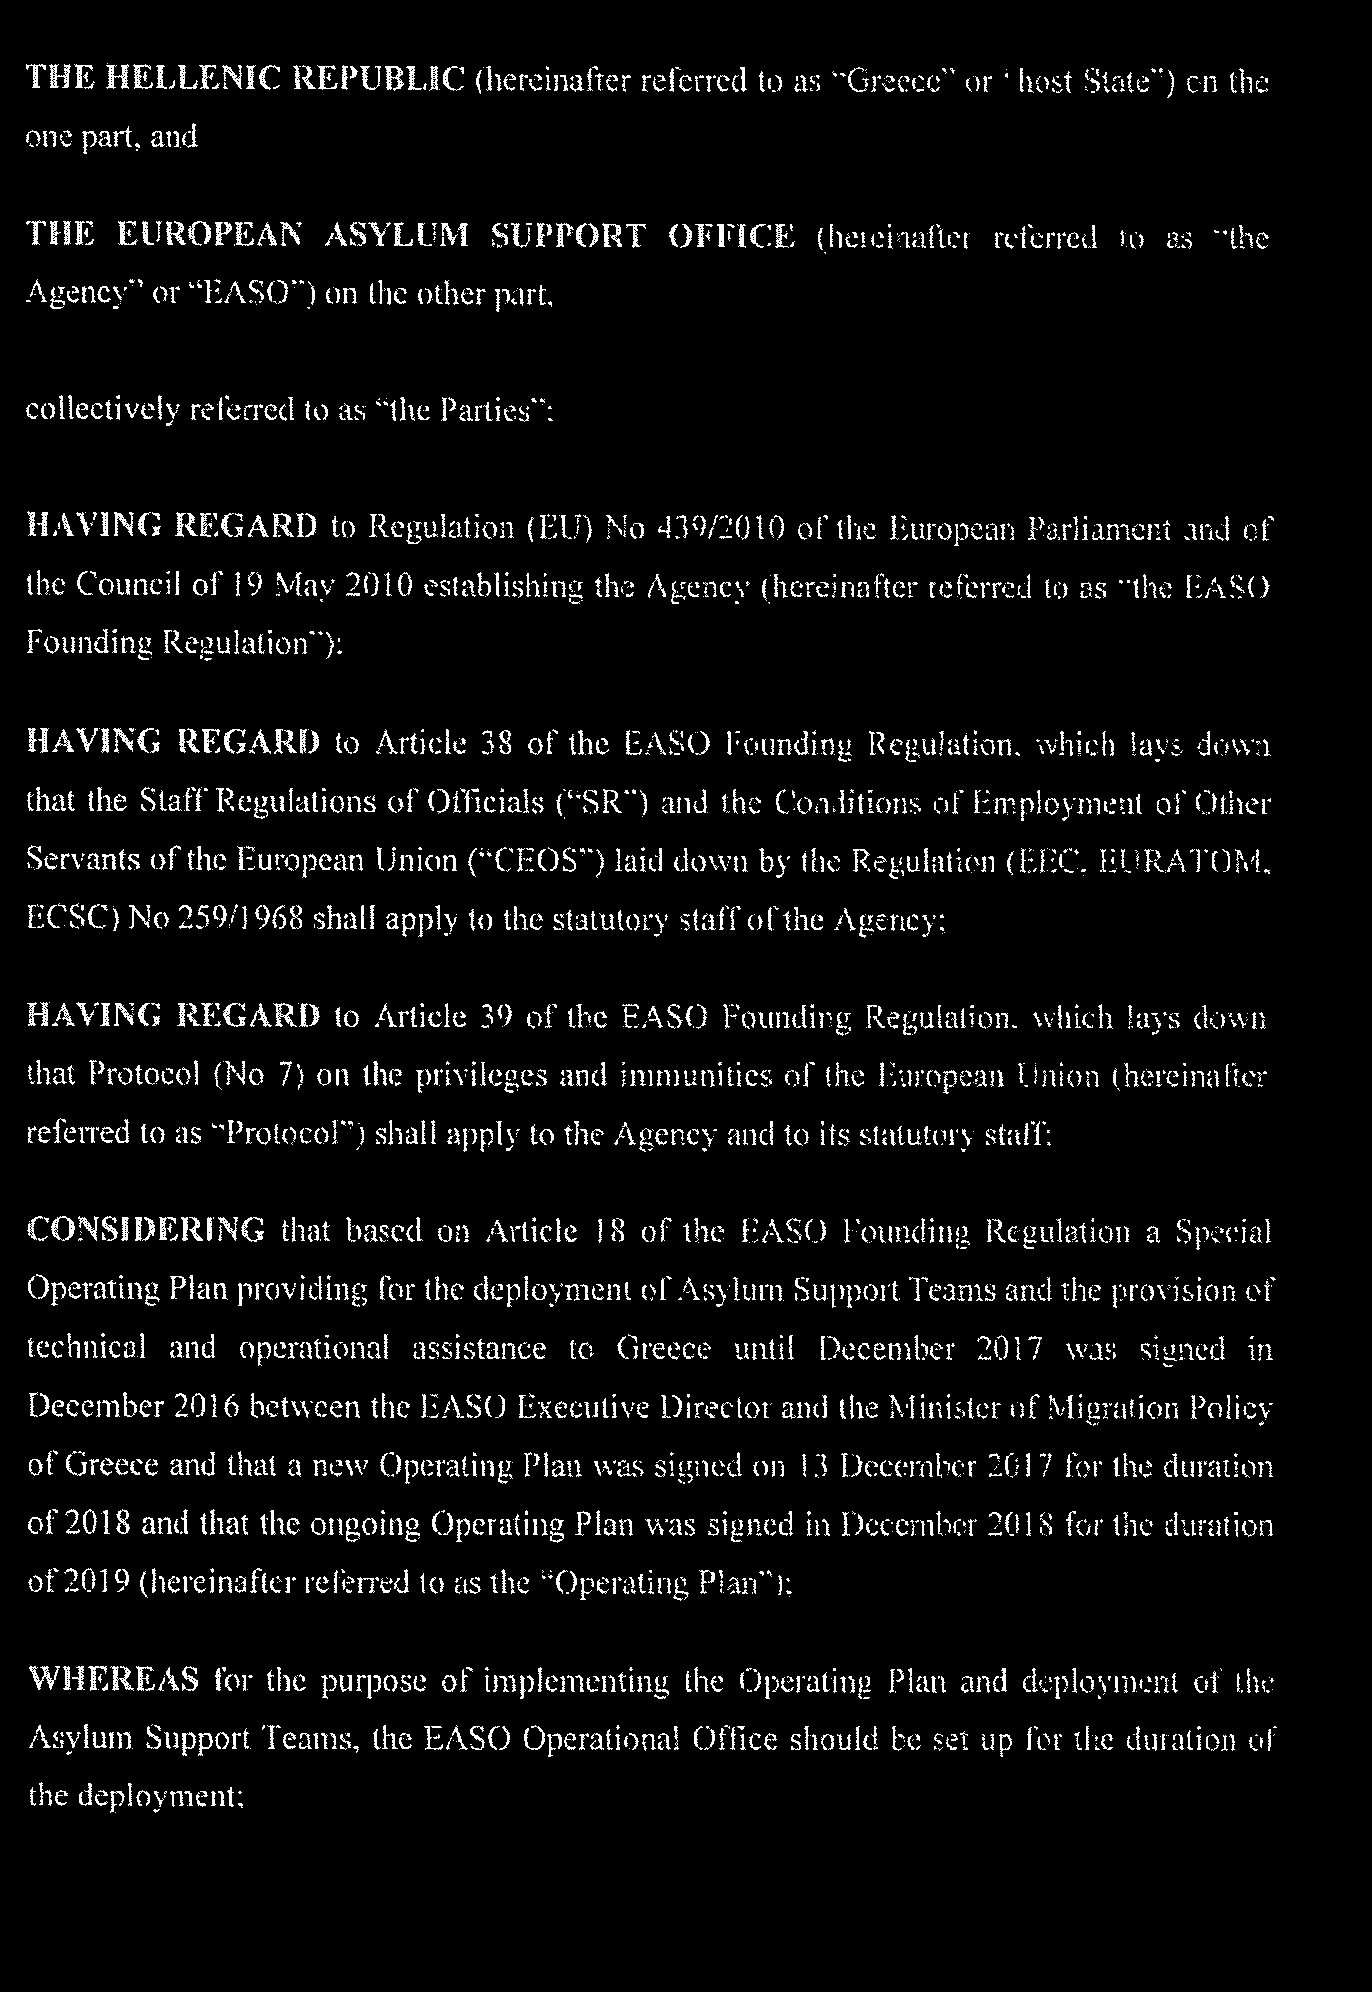 THE HELLENIC REPUBLIC (hereinafter referred to as “Greece” or “host State”) on the
one part, and
THE EUROPEAN ASYLUM SUPPORT OFFICE (hereinafter referred to as “the
Agency” or “EASO”) on the other part,
collectively referred to as “the Parties”;
HAVING REGARD to Regulation (EU) No 439/2010 of the European Parliament and of
the Council of 19 May 2010 establishing the Agency (hereinafter referred to as “the EASO
Founding Regulation”);
HAVING REGARD to Article 38 of the EASO Founding Regulation, which lays down
that the Staff Regulations of Officials (“SR”) and the Conditions of Employment of Other
Servants of the European Union (“CEOS”) laid down by the Regulation (EEC, EURATOM,
ECSC) No 259/1968 shall apply to the statutory staff of the Agency;
HAVING REGARD to Article 39 of the EASO Founding Regulation, which lays down
that Protocol (No 7) on the privileges and immunities of the European Union (hereinafter
referred to as “Protocol”) shall apply to the Agency and to its statutory staff;
CONSIDERING that based on Article 18 of the EASO Founding Regulation a Special
Operating Plan providing for the deployment of Asylum Support Teams and the provision of
technical and operational assistance to Greece until December 2017 was signed in
December 2016 between the EASO Executive Director and the Minister of Migration Policy
of Greece and that a new Operating Plan was signed on 13 December 2017 for the duration
of 2018 and that the ongoing Operating Plan was signed in December 2018 for the duration
of 2019 (hereinafter referred to as the “Operating Plan”);
WHEREAS for the purpose of implementing the Operating Plan and deployment of the
Asylum Support Teams, the EASO Operational Office should be set up for the duration of
the deployment;